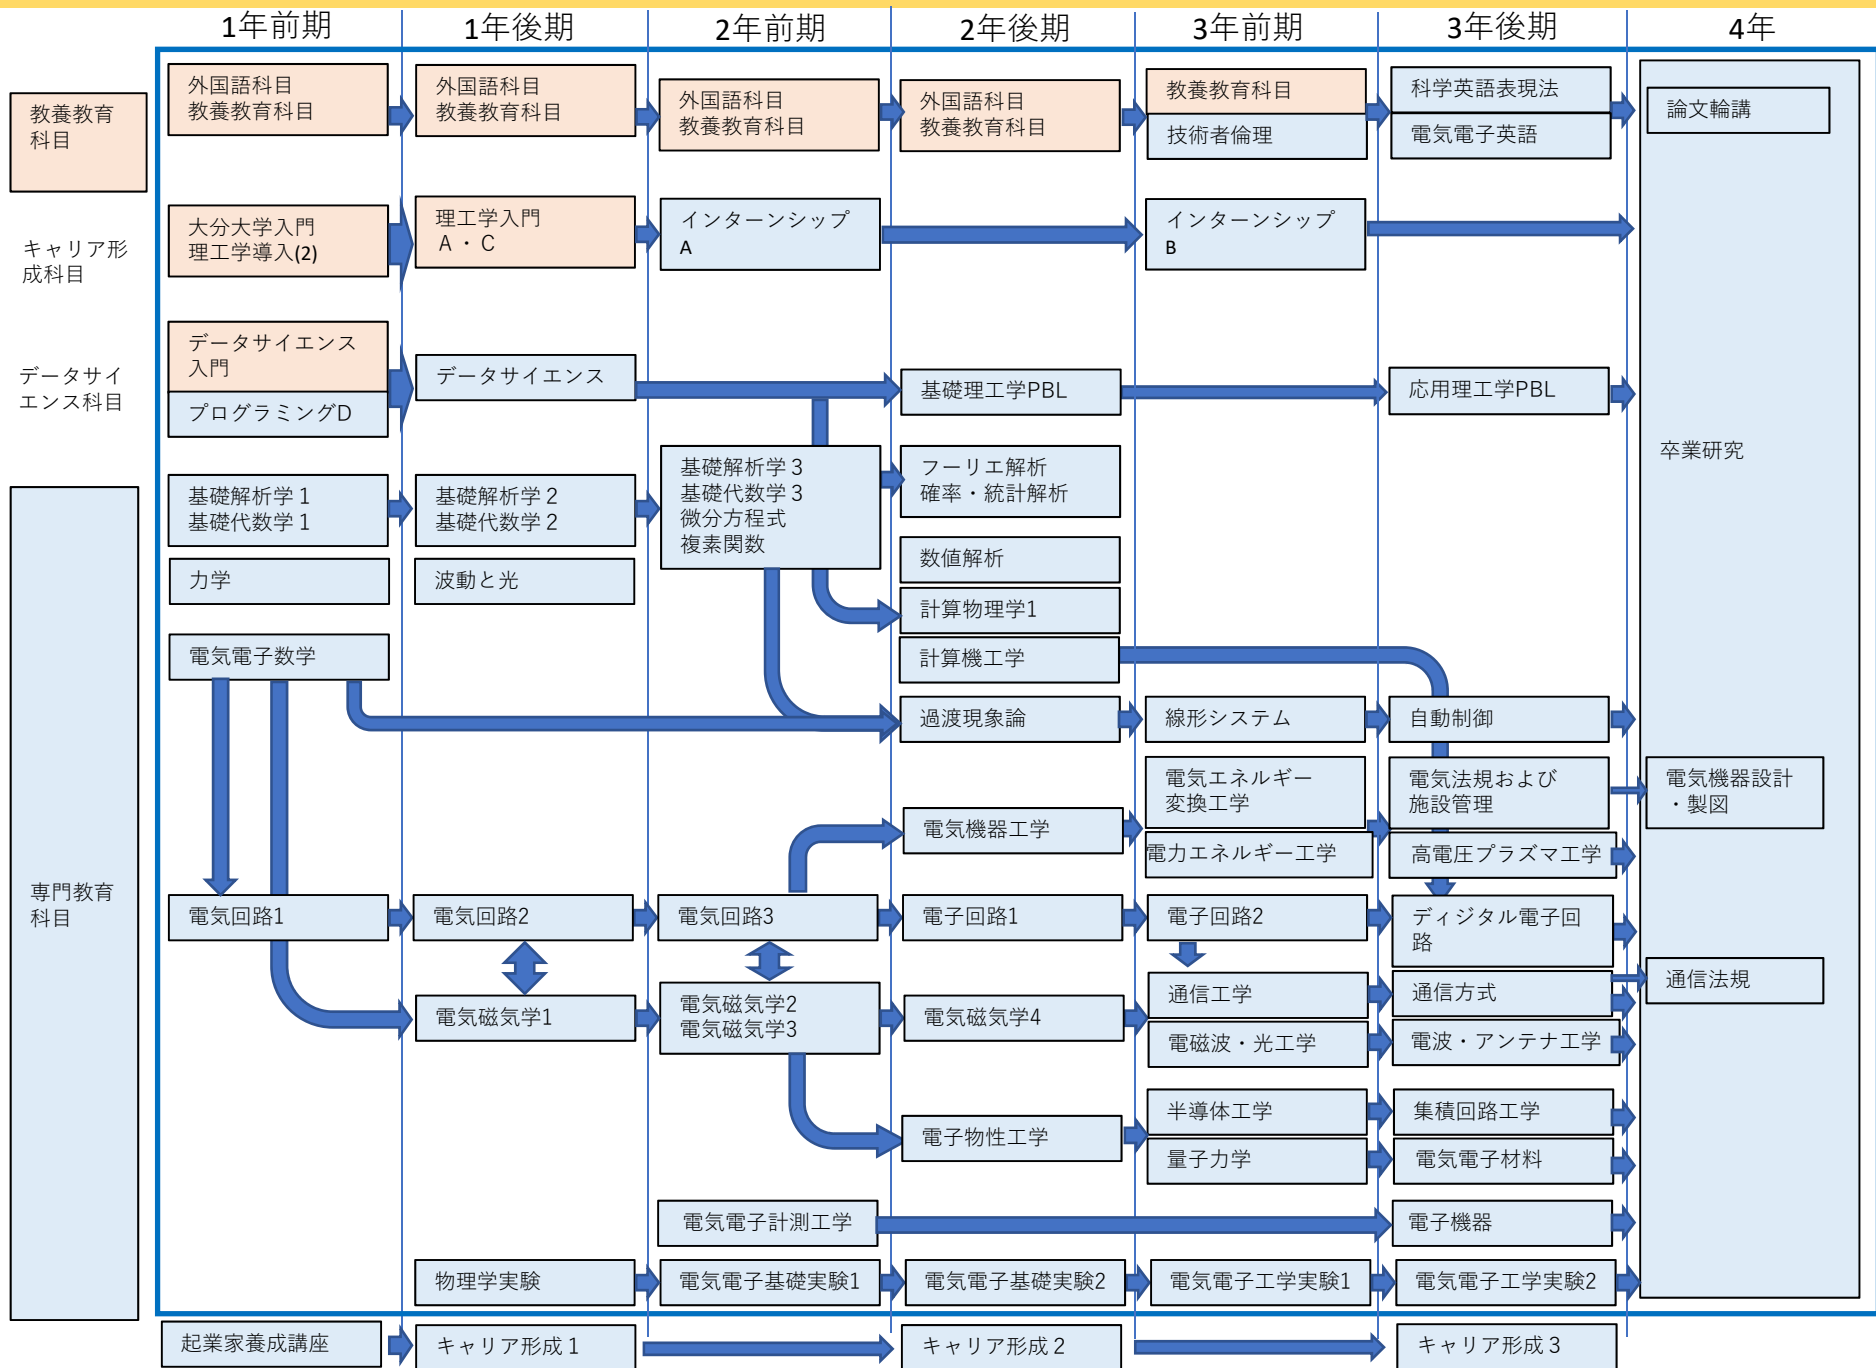 1年前期
1年後期
2年前期
2年後期
3年前期
3年後期
4年
教養教育
科目
外国語科目
教養教育科目
外国語科目
教養教育科目
外国語科目
教養教育科目
外国語科目
教養教育科目
教養教育科目
技術者倫理
科学英語表現法
電気電子英語
論文輪講
キャリア形
成科目
大分大学入門
理工学導入(2)
理工学入門
A・C
インターンシップ
A
インターンシップ
B
データサイ
エンス科目
データサイエンス
入門
プログラミングD
データサイエンス
基礎理工学PBL
応用理工学PBL
卒業研究
専門教育
科目
基礎解析学1
基礎代数学1
基礎解析学2
基礎代数学2
基礎解析学3
基礎代数学3
微分方程式
複素関数
フーリエ解析
確率・統計解析
力学
波動と光
数値解析
計算物理学1
電気電子数学
計算機工学
過渡現象論
線形システム
自動制御
電気エネルギー
変換工学
電気法規および
施設管理
電気機器設計
・製図
電気機器工学
電力エネルギー工学
高電圧プラズマ工学
電気回路1
電気回路2
電気回路3
電子回路1
電子回路2
ディジタル電子回
路
電気磁気学1
電気磁気学2
電気磁気学3
電気磁気学4
通信工学
通信方式
通信法規
電磁波・光工学
電波・アンテナ工学
電子物性工学
半導体工学
集積回路工学
量子力学
電気電子材料
電気電子計測工学
電子機器
物理学実験
電気電子基礎実験1
電気電子基礎実験2
電気電子工学実験1
電気電子工学実験2
起業家養成講座
キャリア形成1
キャリア形成2
キャリア形成3